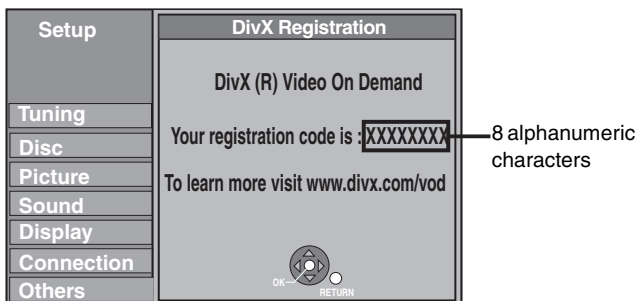 Setup
DivX Registration
DivX (R) Video On Demand
Tuning
Disc
Picture
Sound
Display
Connection
Others
Your registration code is : XXXXXXXX
To learn more visit www.divx.com/vod
OK
RETURN
8 alphanumeric
characters